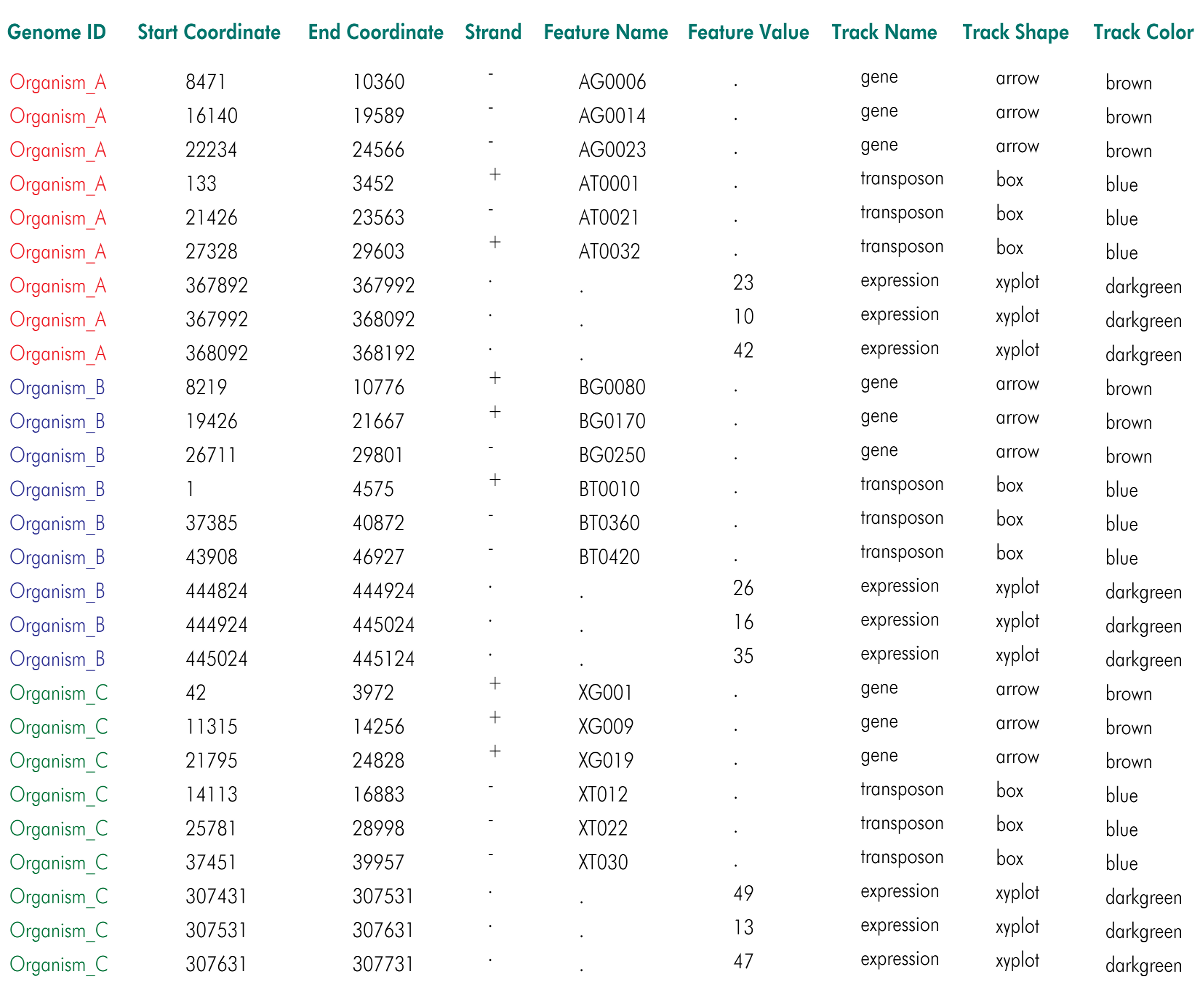 Genome ID Start Coordinate End Coordinate Strand Feature Name Feature Value Track Name Track Shape Track Color
Organism_A 8471 10360 - AG0006 . gene arrow brown
Organism_A 16140 19589 - AG0014 . gene arrow brown
Organism_A 22234 24566 - AG0023 . gene arrow brown
Organism_A 133 3452 + AT0001 . transposon box blue
Organism_A 21426 23563 - AT0021 . transposon box blue
Organism_A 27328 29603 + AT0032 . transposon box blue
Organism_A 367892 367992 . . 23 expression xyplot darkgreen
Organism_A 367992 368092 . . 10 expression xyplot darkgreen
Organism_A 368092 368192 . . 42 expression xyplot darkgreen
Organism_B 8219 10776 + BG0080 . gene arrow brown
Organism_B 19426 21667 + BG0170 . gene arrow brown
Organism_B 26711 29801 - BG0250 . gene arrow brown
Organism_B 1 4575 + BT0010 . transposon box blue
Organism_B 37385 40872 - BT0360 . transposon box blue
Organism_B 43908 46927 - BT0420 . transposon box blue
Organism_B 444824 444924 . . 26 expression xyplot darkgreen
Organism_B 444924 445024 . . 16 expression xyplot darkgreen
Organism_B 445024 445124 . . 35 expression xyplot darkgreen
Organism_C 42 3972 + XG001 . gene arrow brown
Organism_C 11315 14256 + XG009 . gene arrow brown
Organism_C 21795 24828 + XG019 . gene arrow brown
Organism_C 14113 16883 - XT012 . transposon box blue
Organism_C 25781 28998 - XT022 . transposon box blue
Organism_C 37451 39957 - XT030 . transposon box blue
Organism_C 307431 307531 . . 49 expression xyplot darkgreen
Organism_C 307531 307631 . . 13 expression xyplot darkgreen
Organism_C 307631 307731 . . 47 expression xyplot darkgreen